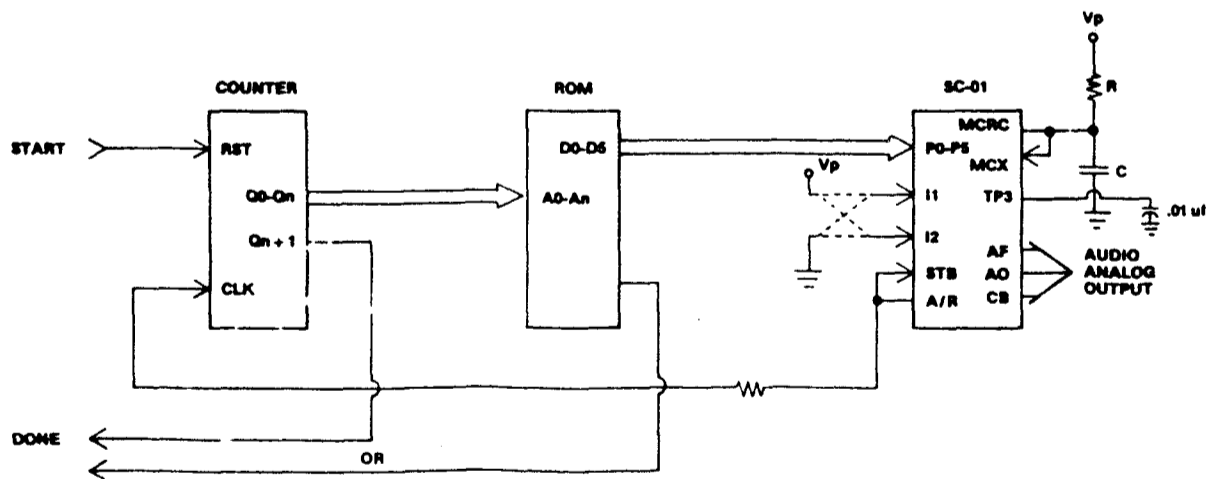 Vp
COUNTER
ROM
SC-01
R
START
RST
D0-D5
P0-P5
MCRC
MCX
Vp
C
Q0-Qn
A0-An
I1
TP3
.01 uf
Qn + 1
I2
AF
AUDIO
STB
AO
ANALOG
CLK
A/R
CB
OUTPUT
DONE
OR